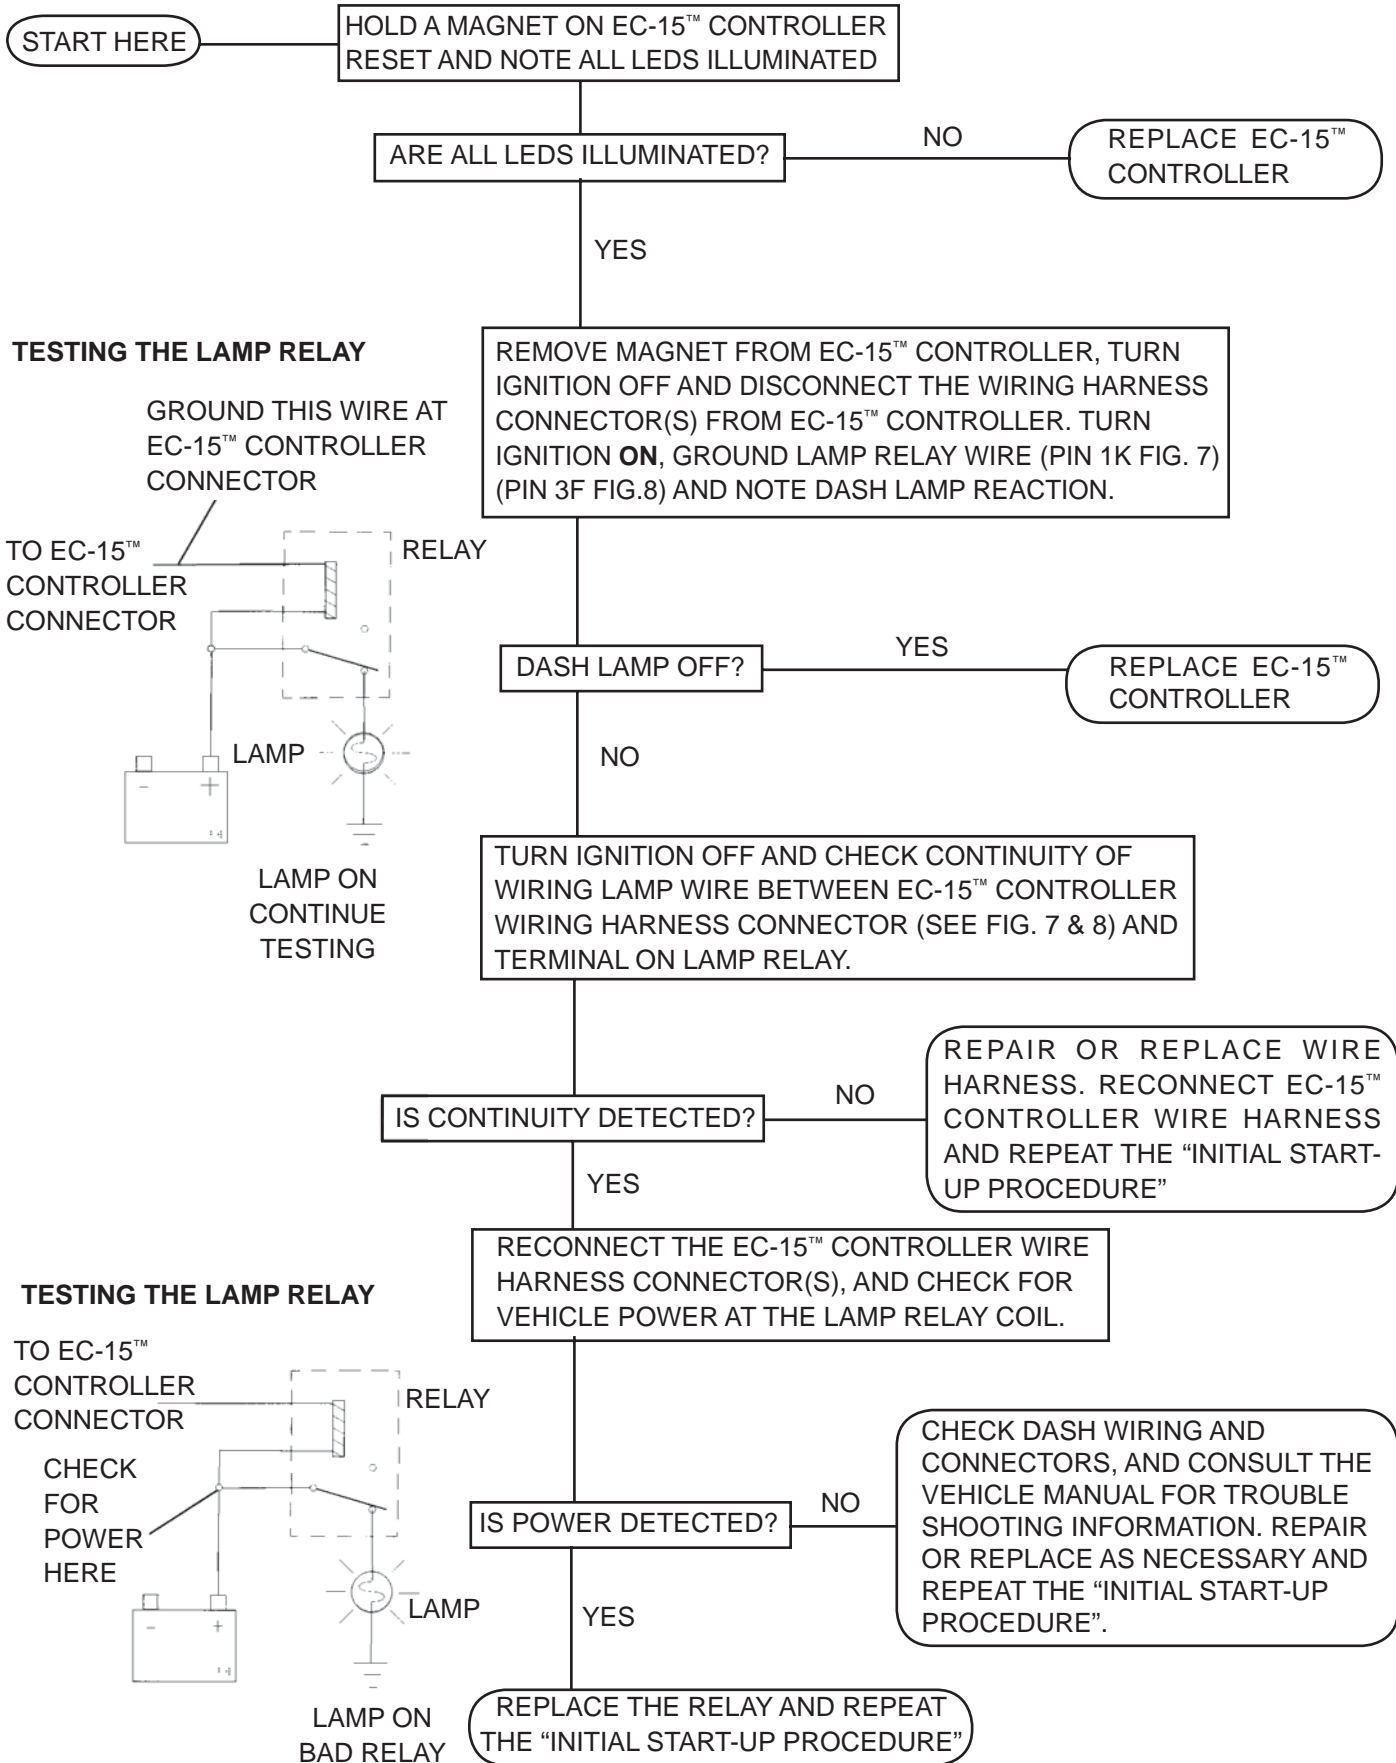 START HERE
HOLD A MAGNET ON EC-15™ CONTROLLER
RESET AND NOTE ALL LEDS ILLUMINATED
ARE ALL LEDS ILLUMINATED?
NO
REPLACE EC-15™
CONTROLLER
YES
TESTING THE LAMP RELAY
GROUND THIS WIRE AT
EC-15™ CONTROLLER
CONNECTOR
TO EC-15™
CONTROLLER
CONNECTOR
RELAY
LAMP
- +
LAMP ON
CONTINUE
TESTING
REMOVE MAGNET FROM EC-15™ CONTROLLER, TURN
IGNITION OFF AND DISCONNECT THE WIRING HARNESS
CONNECTOR(S) FROM EC-15™ CONTROLLER. TURN
IGNITION ON, GROUND LAMP RELAY WIRE (PIN 1K FIG. 7)
(PIN 3F FIG.8) AND NOTE DASH LAMP REACTION.
DASH LAMP OFF?
YES
REPLACE EC-15™
CONTROLLER
NO
TURN IGNITION OFF AND CHECK CONTINUITY OF
WIRING LAMP WIRE BETWEEN EC-15™ CONTROLLER
WIRING HARNESS CONNECTOR (SEE FIG. 7 & 8) AND
TERMINAL ON LAMP RELAY.
IS CONTINUITY DETECTED?
NO
REPAIR OR REPLACE WIRE
HARNESS. RECONNECT EC-15™
CONTROLLER WIRE HARNESS
AND REPEAT THE “INITIAL START-
UP PROCEDURE”
YES
RECONNECT THE EC-15™ CONTROLLER WIRE
HARNESS CONNECTOR(S), AND CHECK FOR
VEHICLE POWER AT THE LAMP RELAY COIL.
TESTING THE LAMP RELAY
TO EC-15™
CONTROLLER
CONNECTOR
RELAY
CHECK
FOR
POWER
HERE
LAMP
- +
LAMP ON
BAD RELAY
IS POWER DETECTED?
NO
CHECK DASH WIRING AND
CONNECTORS, AND CONSULT THE
VEHICLE MANUAL FOR TROUBLE
SHOOTING INFORMATION. REPAIR
OR REPLACE AS NECESSARY AND
REPEAT THE “INITIAL START-UP
PROCEDURE”.
YES
REPLACE THE RELAY AND REPEAT
THE “INITIAL START-UP PROCEDURE”